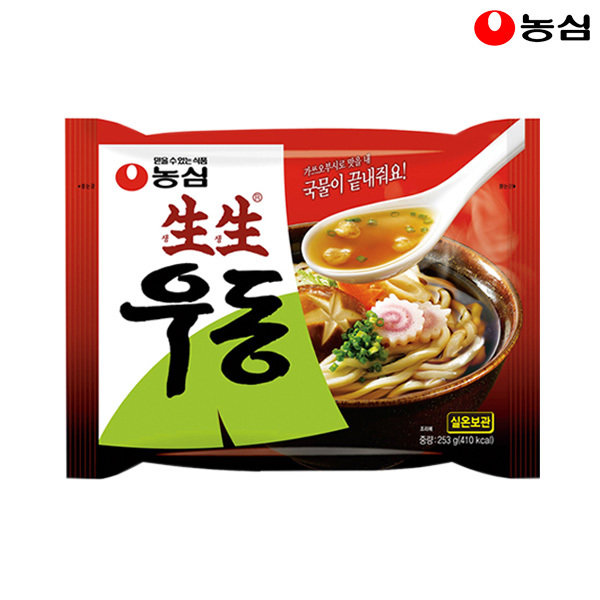 농심
믿을 수 있는 식품
농심
가쓰오부시로 맛을 내
국물이 끝내줘요!
生生®
생 생
우동
실온보관
조리예
중량:253 g(410 kcal)